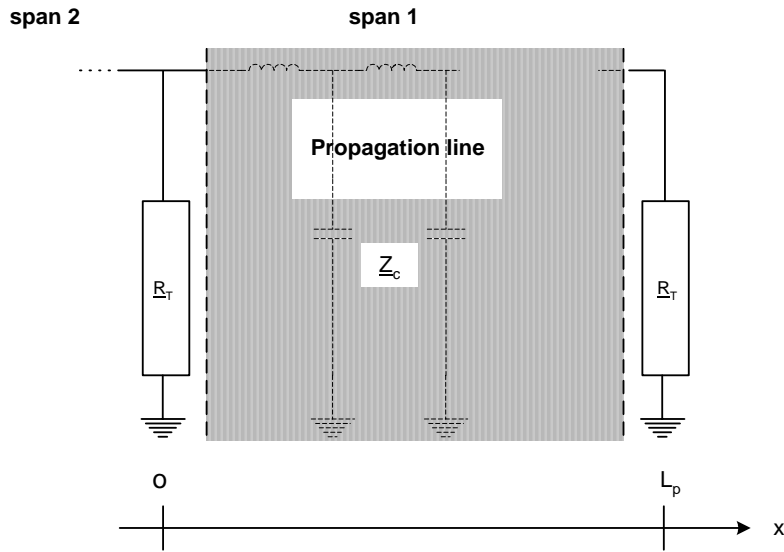 span 2
span 1
Propagation line
Z_c
R_T
R_T
o
L_p
x